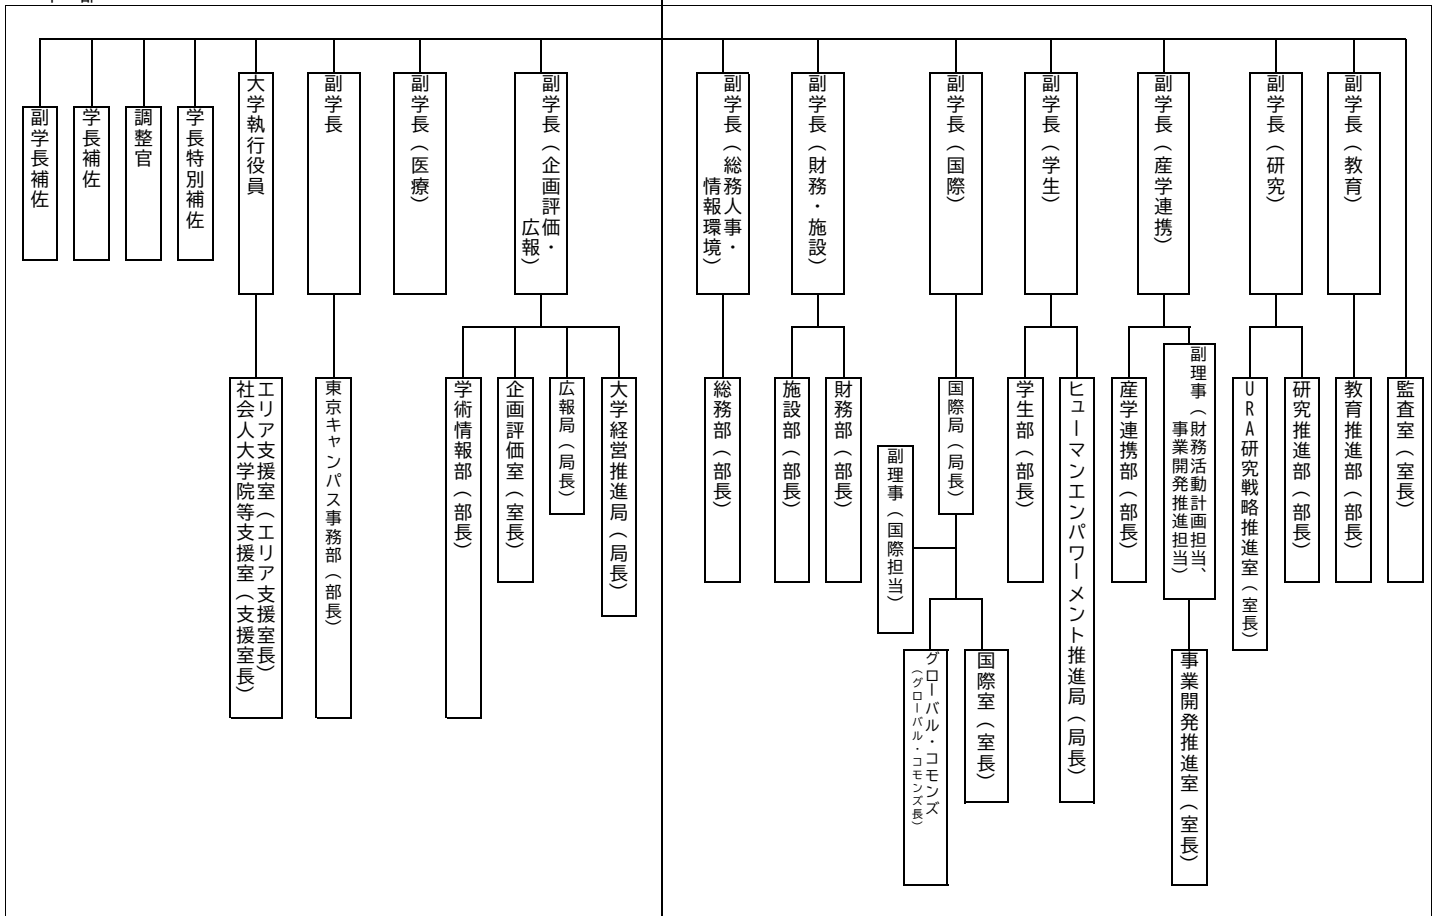 監査室（室長）
副学長（教育）
教育推進部（部長）
副学長（研究）
研究推進部（部長）
ＵＲＡ研究戦略推進室（室長）
副学長（産学連携）
副理事（財務活動計画担当、
事業開発推進担当）
事業開発推進室（室長）
産学連携部（部長）
副学長（学生）
ヒューマンエンパワーメント推進局（局長）
学生部（部長）
副学長（国際）
国際局（局長）
副理事（国際担当）
国際室（室長）
グローバル・コモンズ
（グローバル・コモンズ長）
副学長（財務・施設）
財務部（部長）
施設部（部長）
副学長（総務人事・
情報環境）
総務部（部長）
副学長（企画評価・
広報）
大学経営推進局（局長）
広報局（局長）
企画評価室（室長）
学術情報部（部長）
副学長（医療）
副学長
東京キャンパス事務部（部長）
大学執行役員
エリア支援室（エリア支援室長）
社会人大学院等支援室（支援室長）
学長特別補佐
調整官
学長補佐
副学長補佐